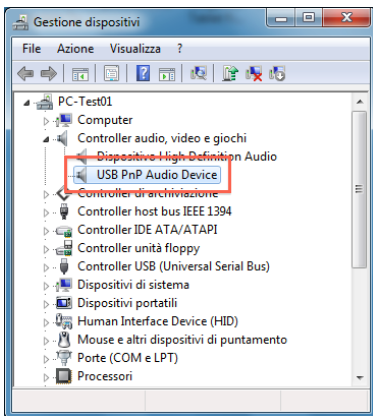 Gestione dispositivi
File Azione Visualizza ?
PC-Test01
Computer
Controller audio, video e giochi
Dispositivo High Definition Audio
USB PnP Audio Device
Controller di archiviazione
Controller host bus IEEE 1394
Controller IDE ATA/ATAPI
Controller unità floppy
Controller USB (Universal Serial Bus)
Dispositivi di sistema
Dispositivi portatili
Human Interface Device (HID)
Mouse e altri dispositivi di puntamento
Porte (COM e LPT)
Processori